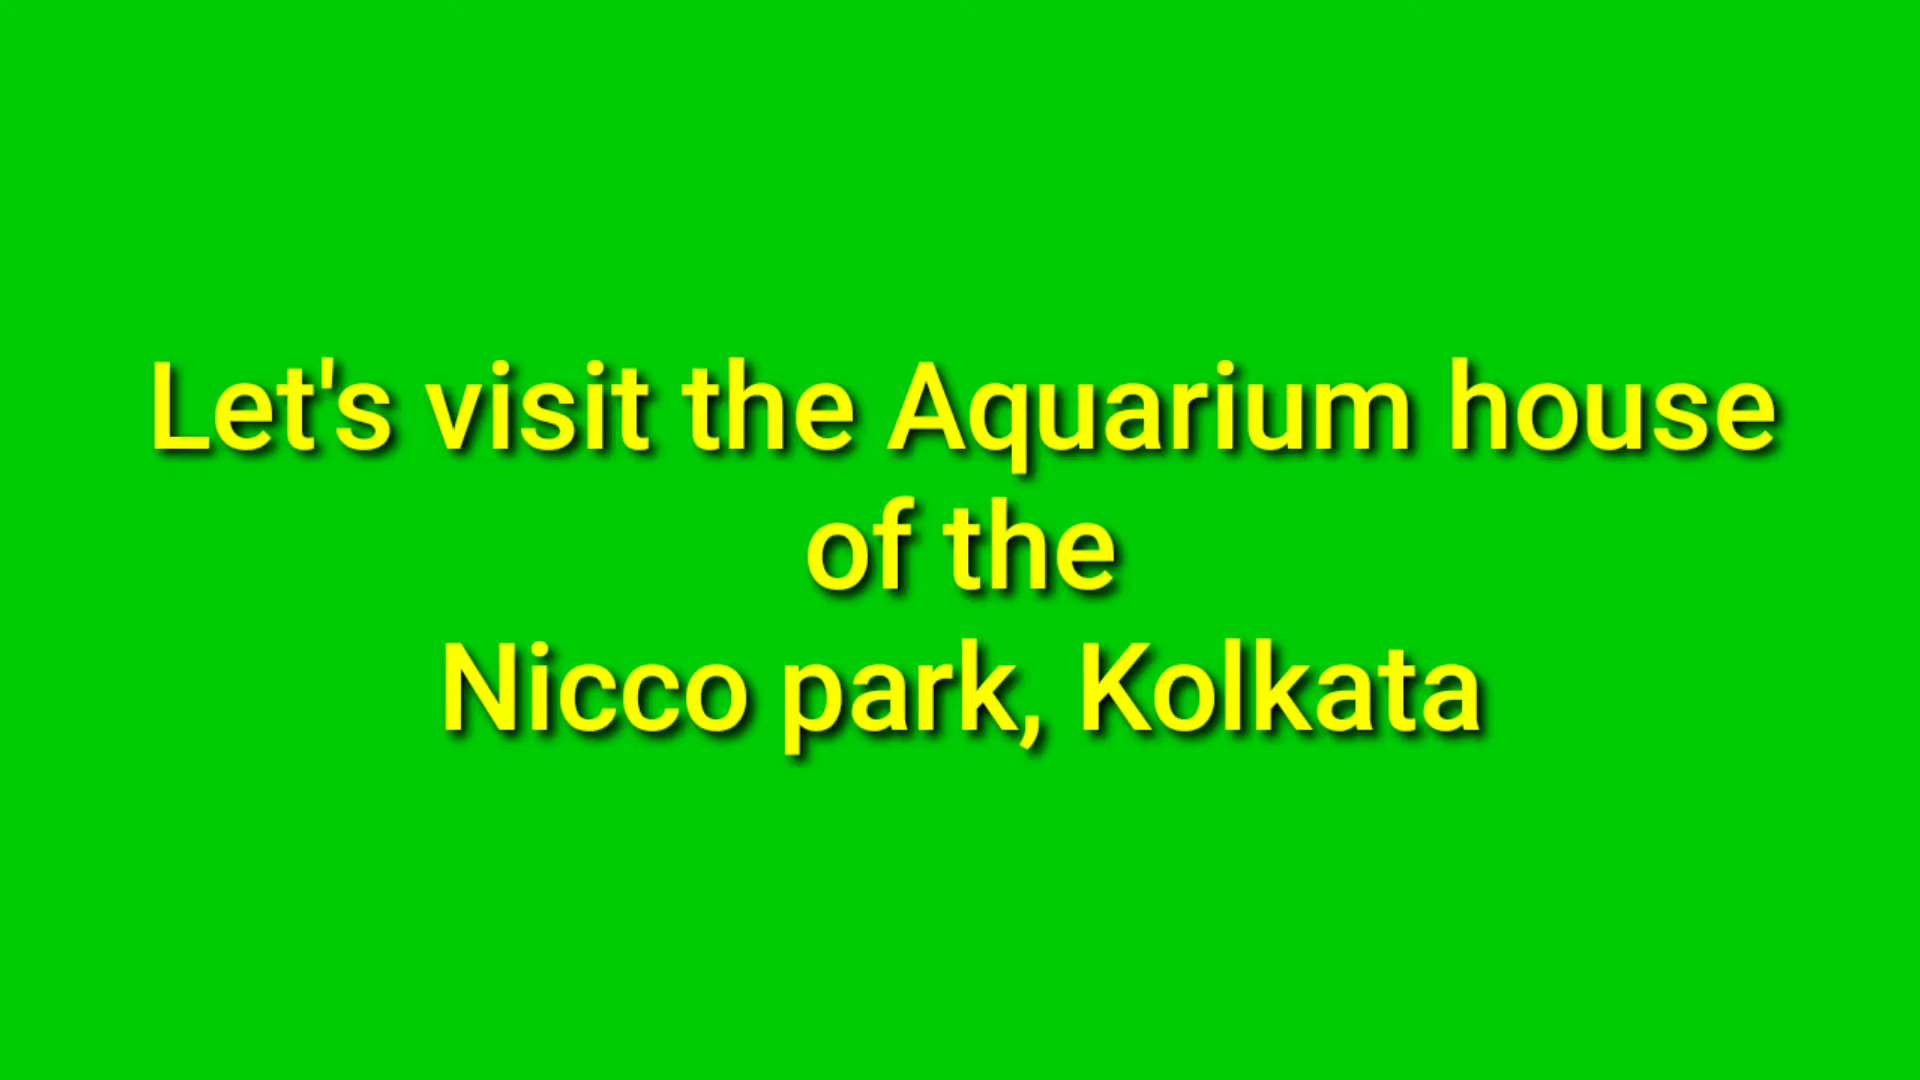 Let's visit the Aquarium house
of the
Nicco park, Kolkata